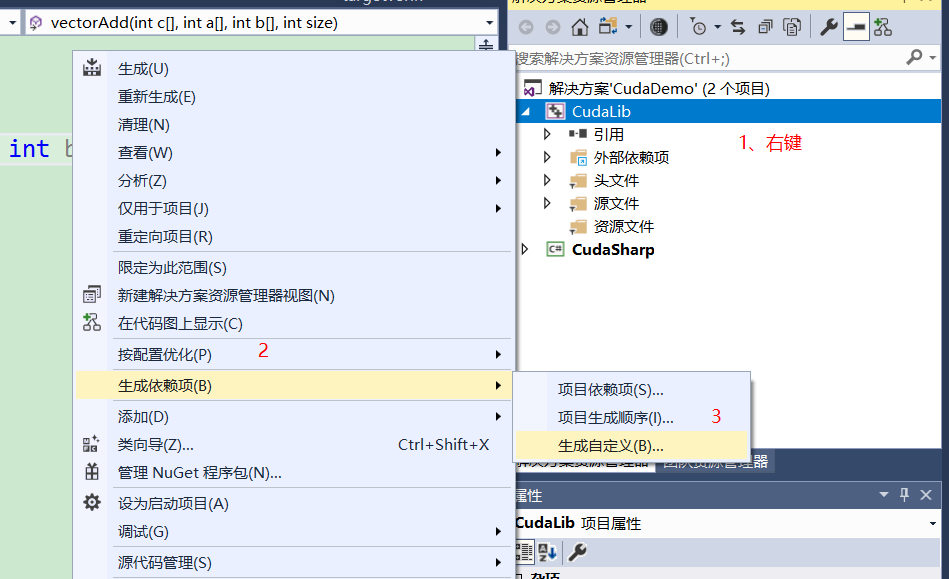 vectorAdd(int c[], int a[], int b[], int size)
int b
生成(U)
重新生成(E)
清理(N)
查看(W)
分析(Z)
仅用于项目(J)
重定向项目(R)
限定为此范围(S)
新建解决方案资源管理器视图(N)
在代码图上显示(C)
按配置优化(P)
2
生成依赖项(B)
添加(D)
类向导(Z)... Ctrl+Shift+X
管理 NuGet 程序包(N)...
设为启动项目(A)
调试(G)
源代码管理(S)
项目依赖项(S)...
项目生成顺序(I)...
3
生成自定义(B)...
搜索解决方案资源管理器(Ctrl+;)
解决方案'CudaDemo' (2 个项目)
CudaLib
1、右键
引用
外部依赖项
头文件
源文件
资源文件
C# CudaSharp
解决方案资源管理器 团队资源管理器
属性
CudaLib 项目属性
杂项